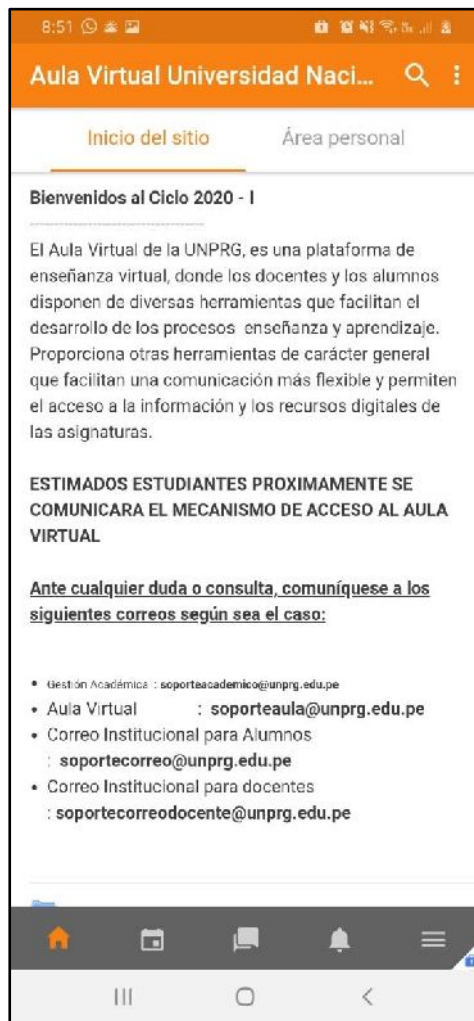 8:51
Aula Virtual Universidad Naci...
Inicio del sitio
Área personal
Bienvenidos al Ciclo 2020 - I
------------------------------------
El Aula Virtual de la UNPRG, es una plataforma de
enseñanza virtual, donde los docentes y los alumnos
disponen de diversas herramientas que facilitan el
desarrollo de los procesos enseñanza y aprendizaje.
Proporciona otras herramientas de carácter general
que facilitan una comunicación más flexible y permiten
el acceso a la información y los recursos digitales de
las asignaturas.
ESTIMADOS ESTUDIANTES PROXIMAMENTE SE
COMUNICARA EL MECANISMO DE ACCESO AL AULA
VIRTUAL
Ante cualquier duda o consulta, comuníquese a los
siguientes correos según sea el caso:
• Gestión Académica : soporteacademico@unprg.edu.pe
• Aula Virtual : soporteaula@unprg.edu.pe
• Correo Institucional para Alumnos
: soportecorreo@unprg.edu.pe
• Correo Institucional para docentes
: soportecorreodocente@unprg.edu.pe